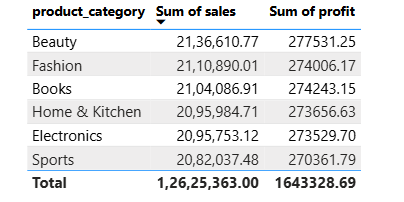 product_category Sum of sales Sum of profit
Beauty 21,36,610.77 277531.25
Fashion 21,10,890.01 274006.17
Books 21,04,086.91 274243.15
Home & Kitchen 20,95,984.71 273656.63
Electronics 20,95,753.12 273529.70
Sports 20,82,037.48 270361.79
Total 1,26,25,363.00 1643328.69